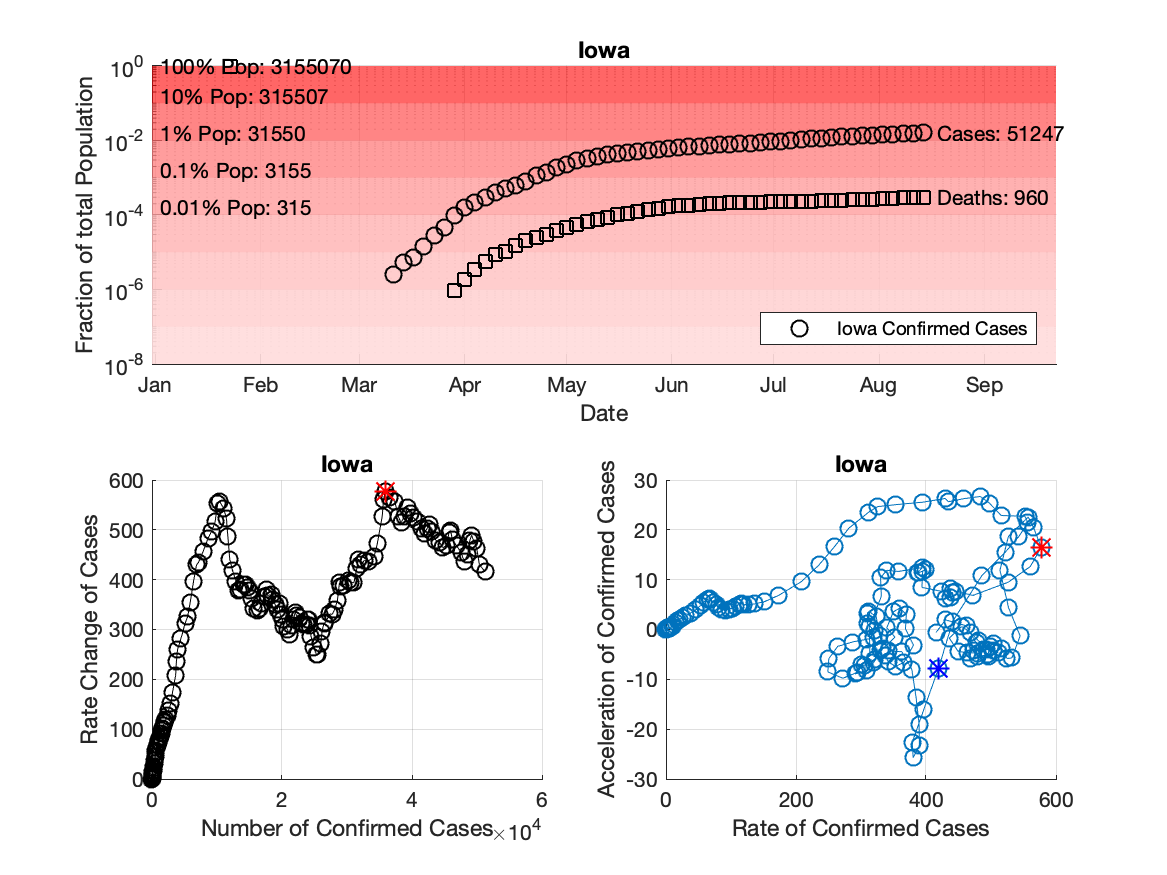 Iowa
10^0
10^-2
10^-4
10^-6
10^-8
Fraction of total Population
100% Pop: 3155070
10% Pop: 315507
1% Pop: 31550
0.1% Pop: 3155
0.01% Pop: 315
Cases: 51247
Deaths: 960
Iowa Confirmed Cases
Jan Feb Mar Apr May Jun Jul Aug Sep
Date
Iowa
600
500
400
300
200
100
0
Rate Change of Cases
0 2 4 6
Number of Confirmed Cases ×10^4
Iowa
30
20
10
0
-10
-20
-30
Acceleration of Confirmed Cases
0 200 400 600
Rate of Confirmed Cases